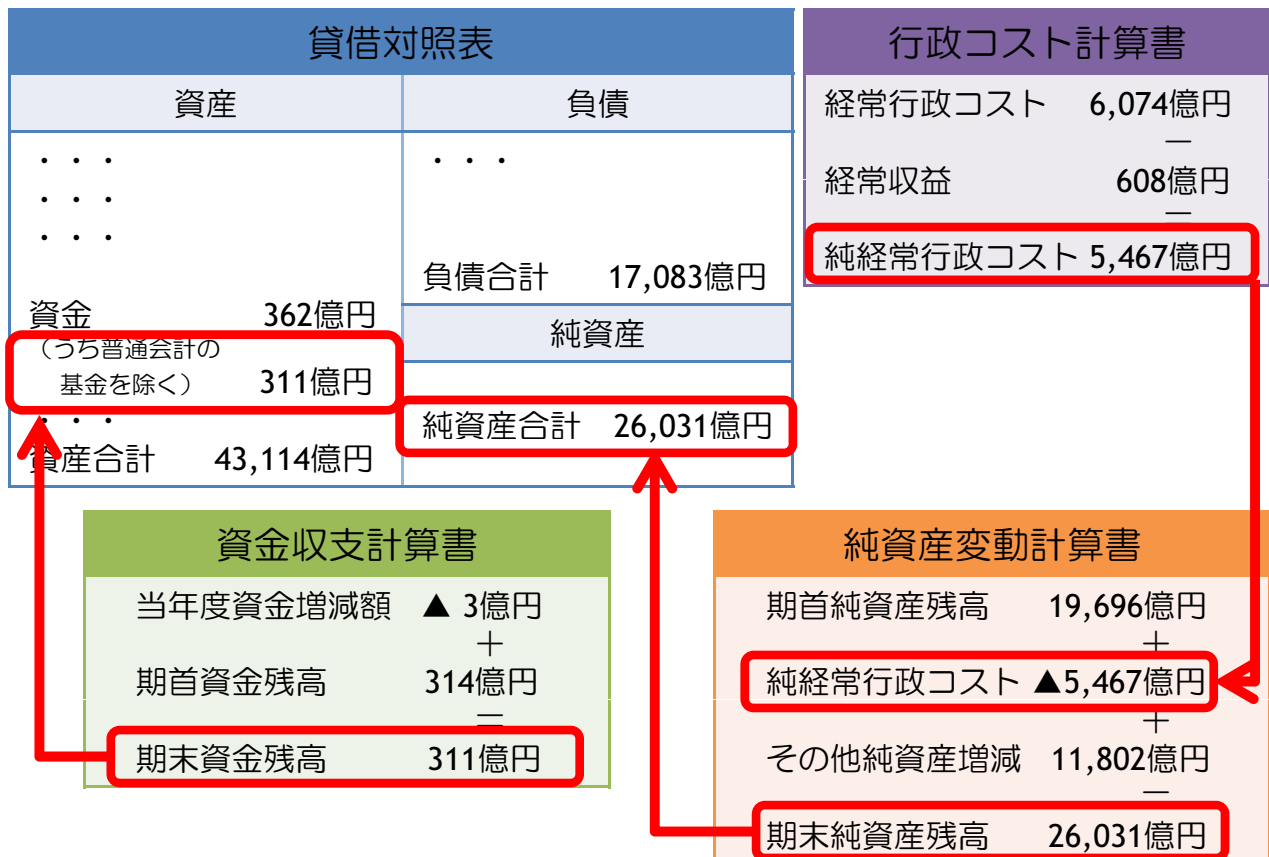 貸借対照表
資産
負債
・・・
・・・
・・・
資金 362億円
（うち普通会計の
基金を除く） 311億円
・・・
資産合計 43,114億円
・・・
負債合計 17,083億円
純資産
純資産合計 26,031億円
行政コスト計算書
経常行政コスト 6,074億円
－
経常収益 608億円
＝
純経常行政コスト 5,467億円
資金収支計算書
当年度資金増減額 ▲ 3億円
＋
期首資金残高 314億円
＝
期末資金残高 311億円
純資産変動計算書
期首純資産残高 19,696億円
＋
純経常行政コスト ▲5,467億円
＋
その他純資産増減 11,802億円
＝
期末純資産残高 26,031億円